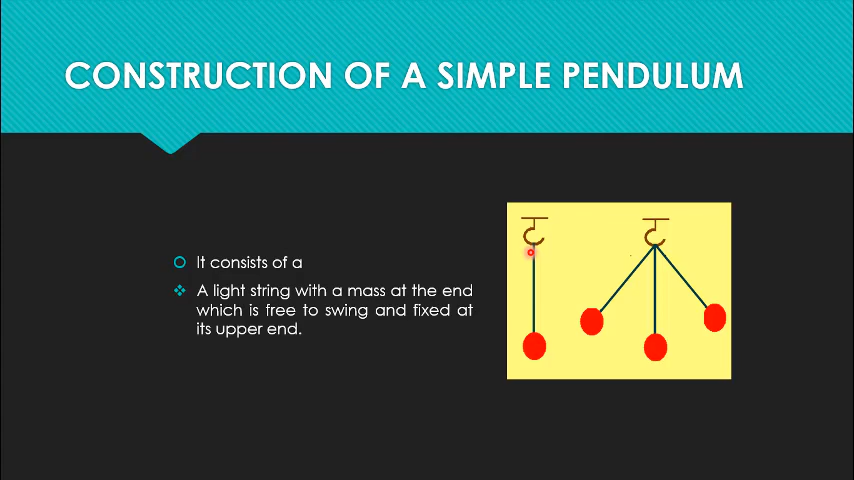 CONSTRUCTION OF A SIMPLE PENDULUM
It consists of a
A light string with a mass at the end
which is free to swing and fixed at
its upper end.